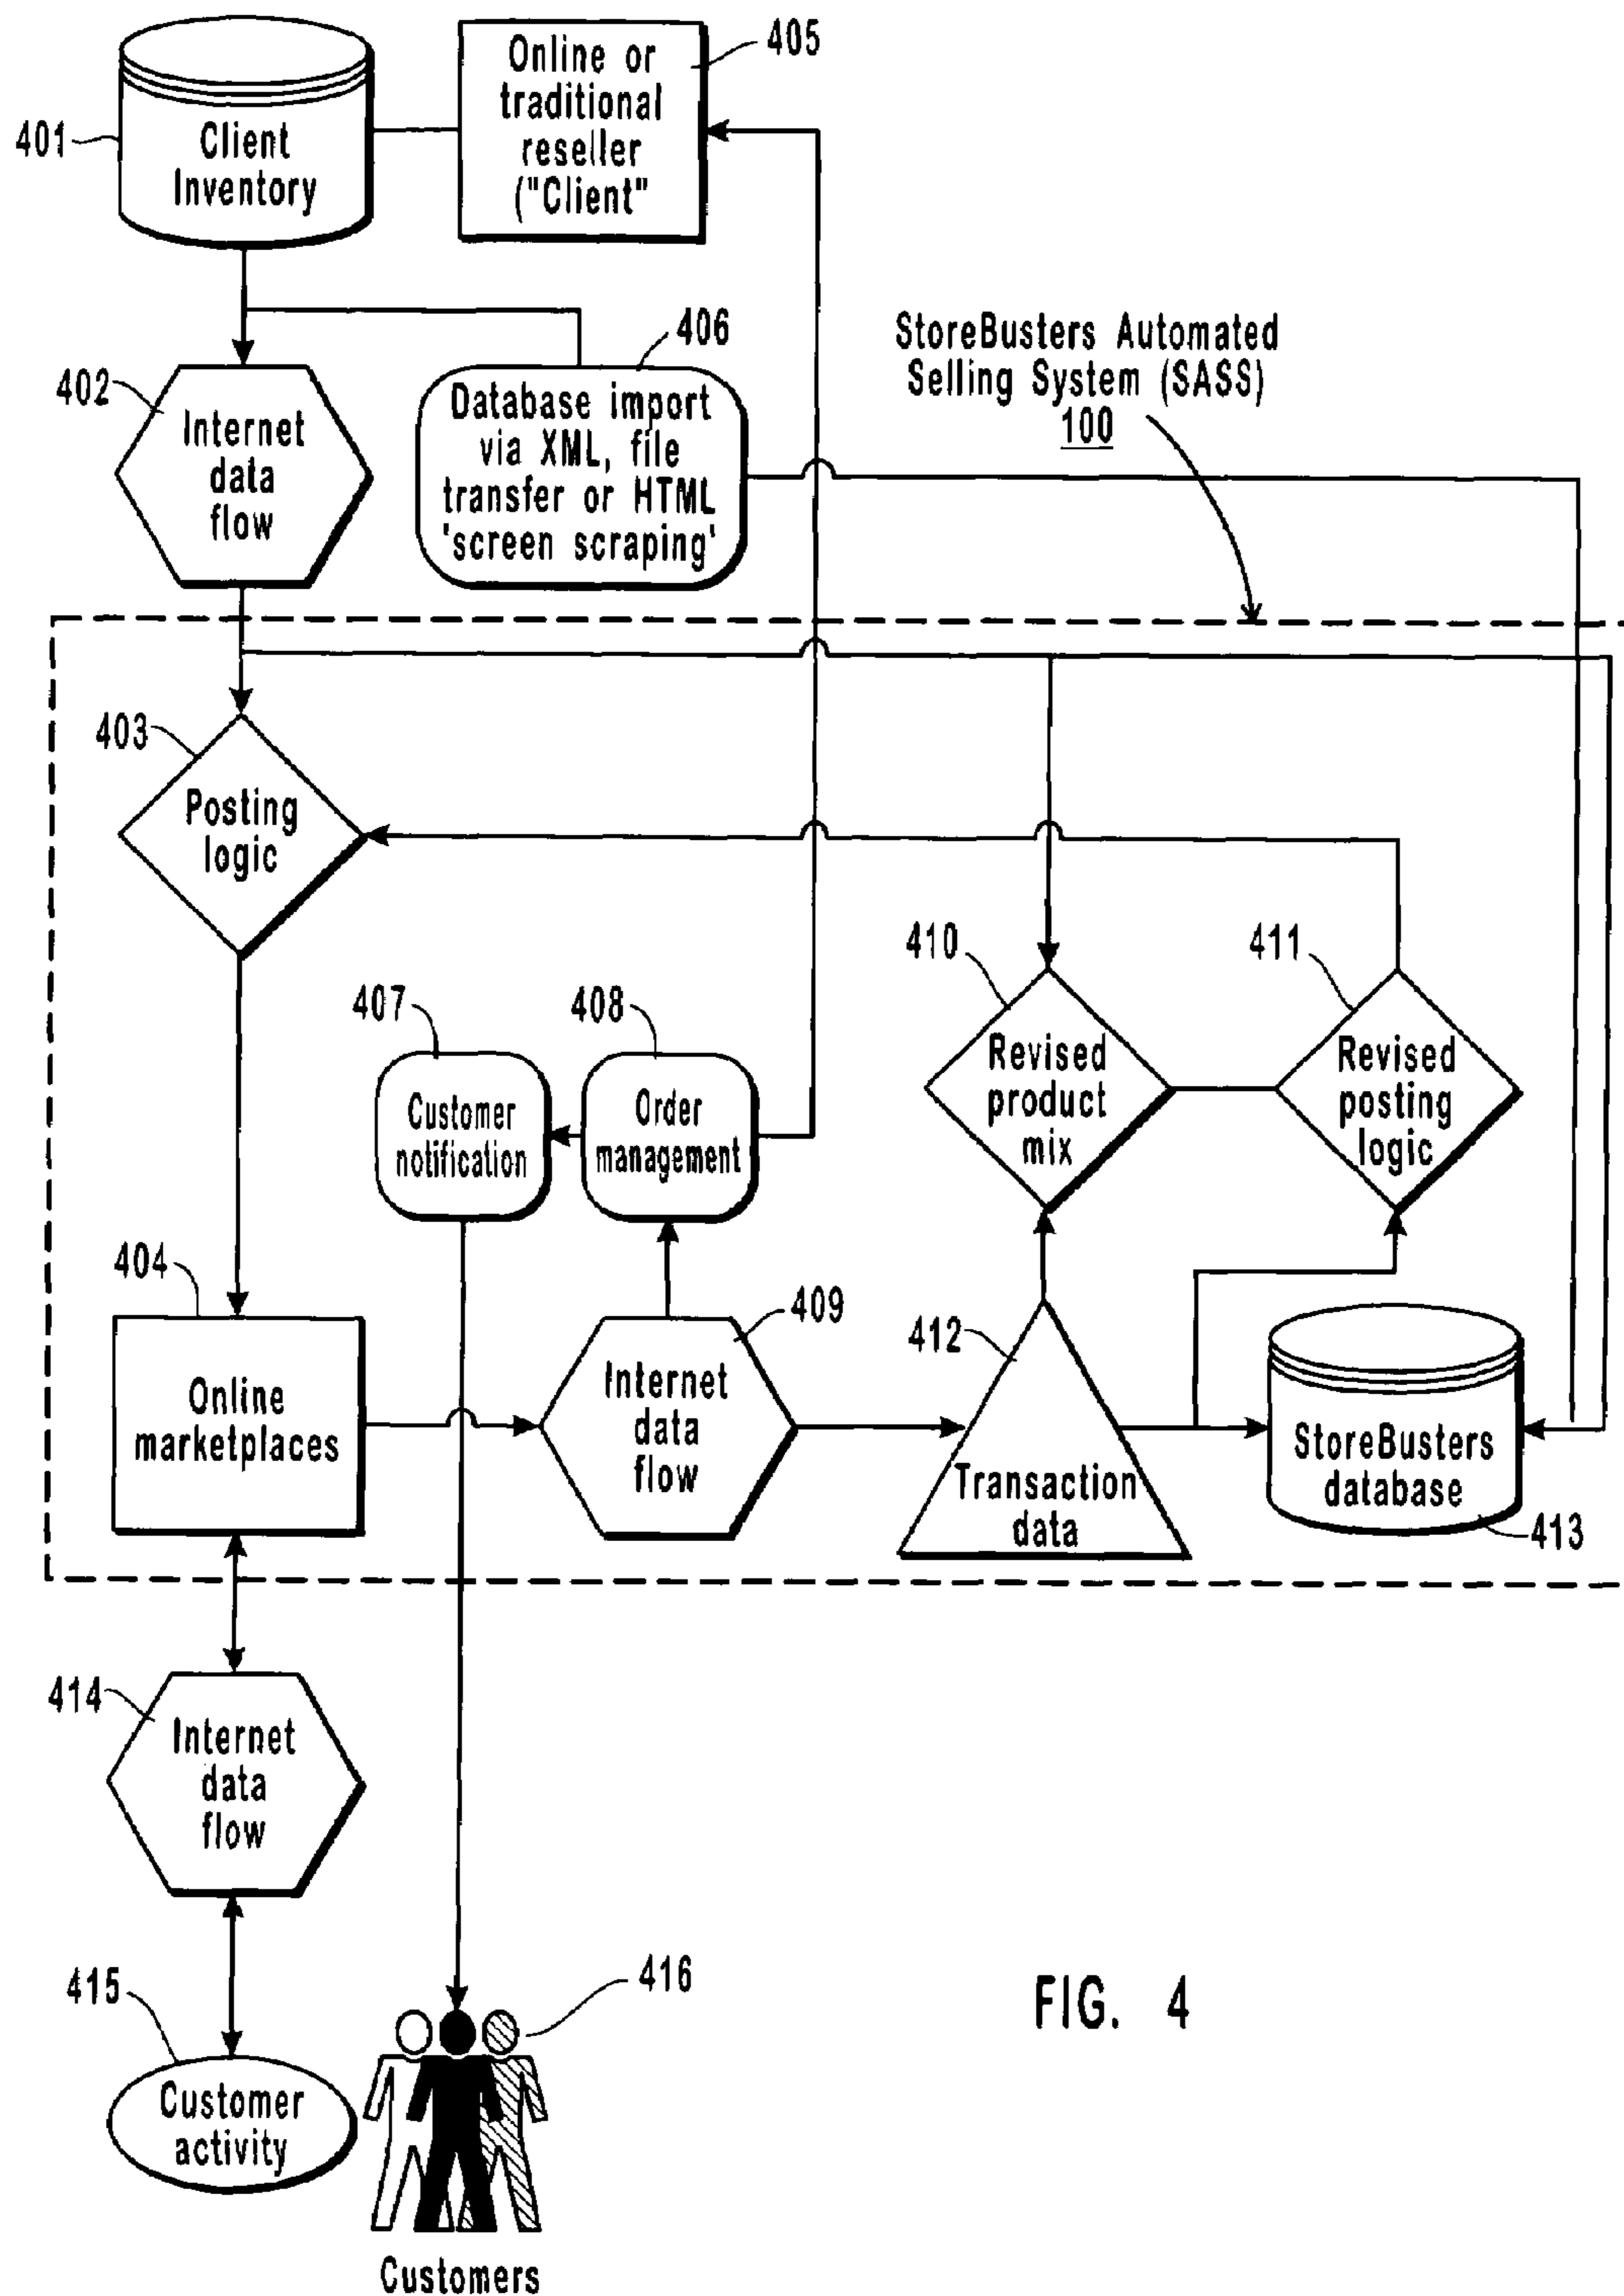 401
Client
Inventory
Online or
traditional
reseller
("Client"
405
402
Internet
data
flow
406
Database import
via XML, file
transfer or HTML
'screen scraping'
StoreBusters Automated
Selling System (SASS)
100
403
Posting
logic
410
Revised
product
mix
411
Revised
posting
logic
407
Customer
notification
408
Order
management
404
Online
marketplaces
409
Internet
data
flow
412
Transaction
data
StoreBusters
database
413
414
Internet
data
flow
415
Customer
activity
416
Customers
FIG. 4